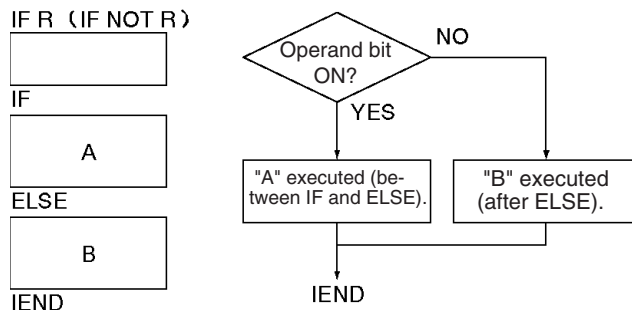 IF R (IF NOT R)
IF
A
ELSE
B
IEND
Operand bit
ON?
NO
YES
"A" executed (be-
tween IF and ELSE).
"B" executed
(after ELSE).
IEND